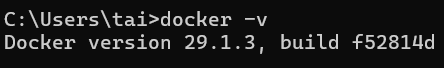 C:\Users\tai>docker -v
Docker version 29.1.3, build f52814d